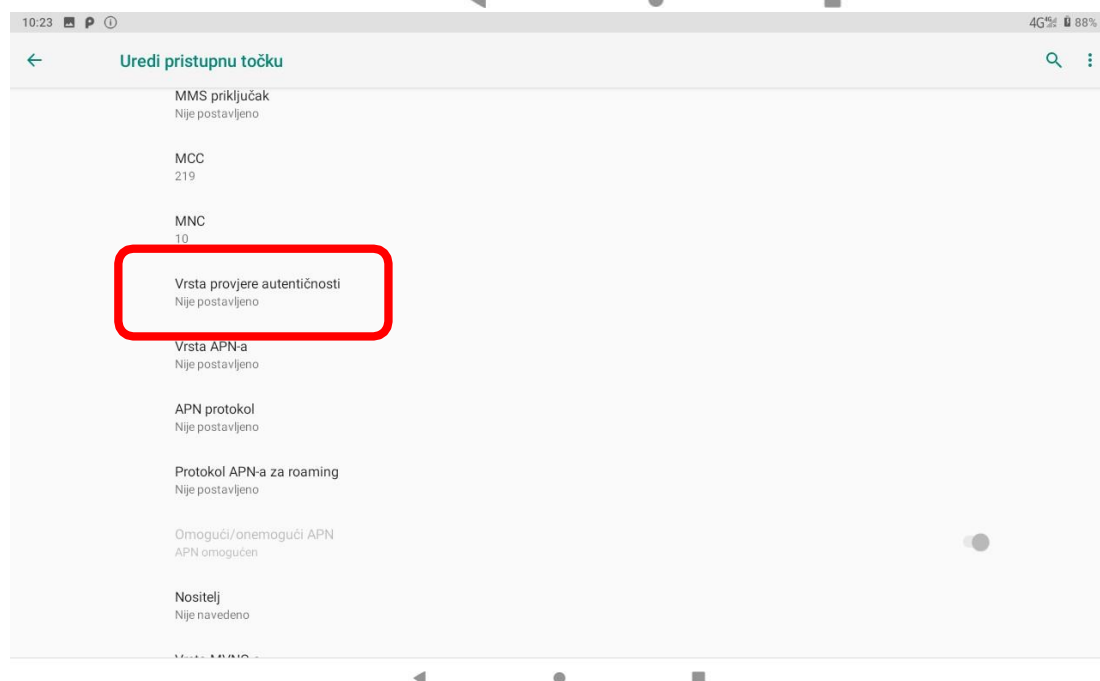 10:23 4G 88%
Uredi pristupnu točku
MMS priključak
Nije postavljeno
MCC
219
MNC
10
Vrsta provjere autentičnosti
Nije postavljeno
Vrsta APN-a
Nije postavljeno
APN protokol
Nije postavljeno
Protokol APN-a za roaming
Nije postavljeno
Omogući/onemogući APN
APN omogućen
Nositelj
Nije navedeno